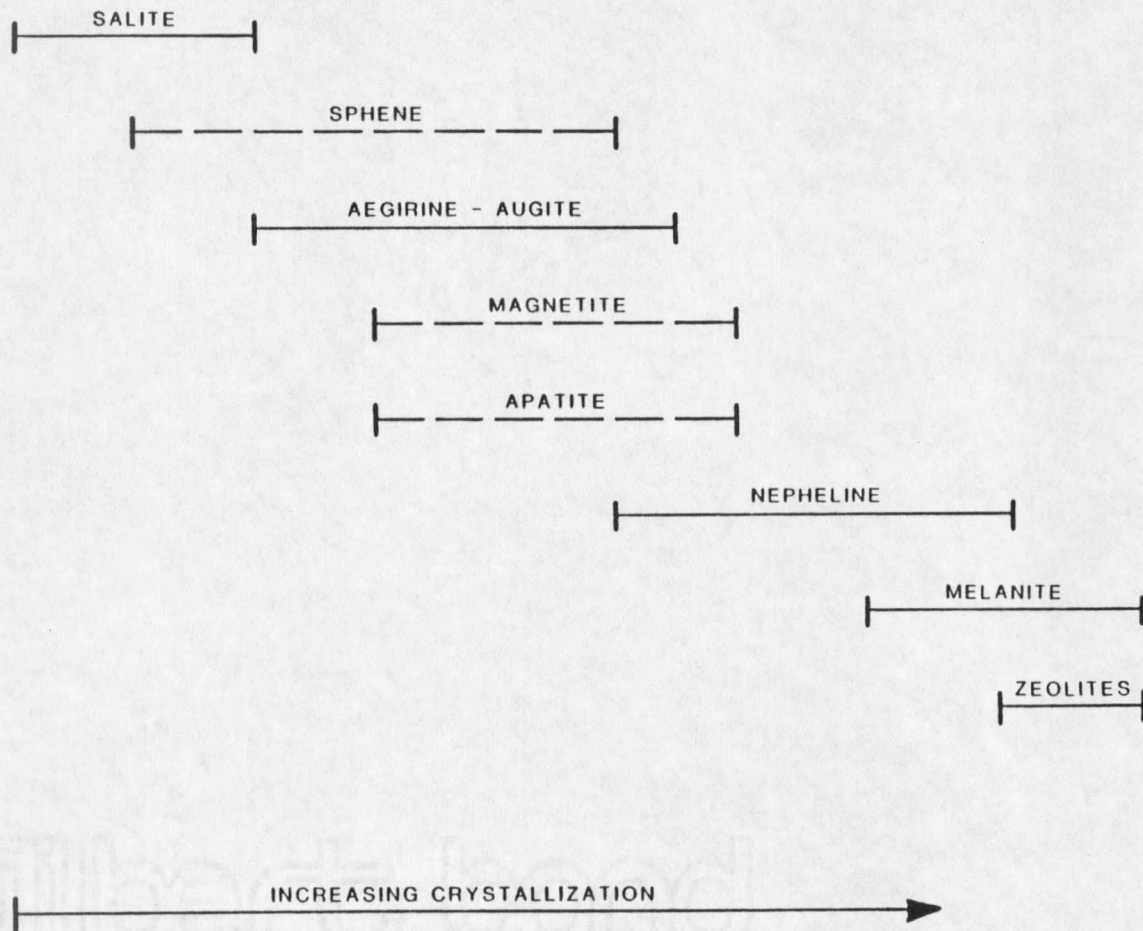 SALITE
SPHENE
AEGIRINE - AUGITE
MAGNETITE
APATITE
NEPHELINE
MELANITE
ZEOLITES
INCREASING CRYSTALLIZATION